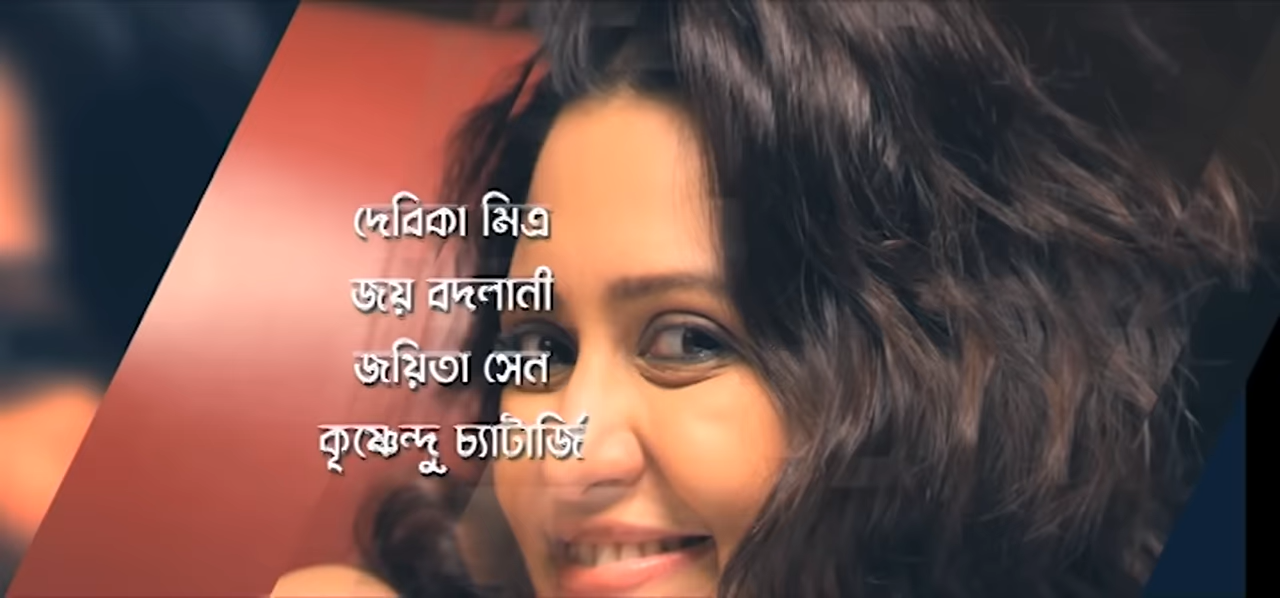 দেবিকা মিত্র
জয় বদলানী
জয়িতা সেন
কৃষ্ণেন্দু চ্যাটার্জি